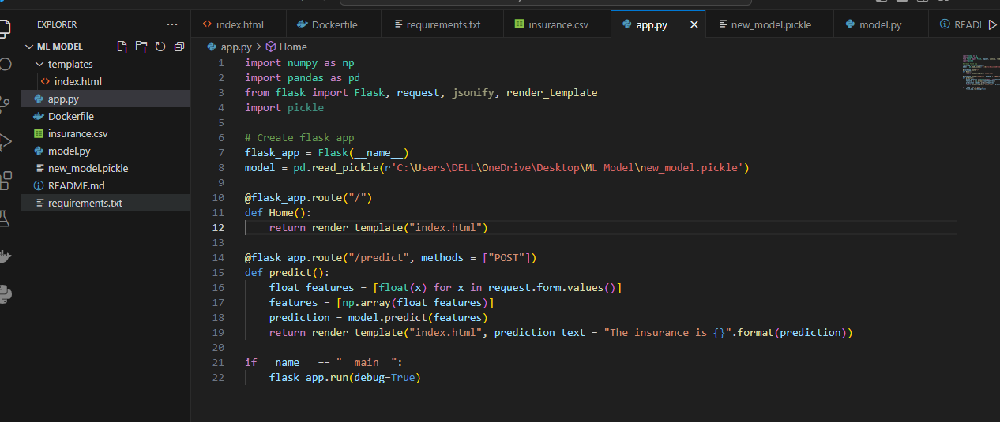 EXPLORER
ML MODEL
templates
index.html
app.py
Dockerfile
insurance.csv
model.py
new_model.pickle
README.md
requirements.txt
index.html Dockerfile requirements.txt insurance.csv app.py new_model.pickle model.py READ
app.py > Home
1 import numpy as np
2 import pandas as pd
3 from flask import Flask, request, jsonify, render_template
4 import pickle
5
6 # Create flask app
7 flask_app = Flask(__name__)
8 model = pd.read_pickle(r'C:\Users\DELL\OneDrive\Desktop\ML Model\new_model.pickle')
9
10 @flask_app.route("/")
11 def Home():
12     return render_template("index.html")
13
14 @flask_app.route("/predict", methods = ["POST"])
15 def predict():
16     float_features = [float(x) for x in request.form.values()]
17     features = [np.array(float_features)]
18     prediction = model.predict(features)
19     return render_template("index.html", prediction_text = "The insurance is {}".format(prediction))
20
21 if __name__ == "__main__":
22     flask_app.run(debug=True)